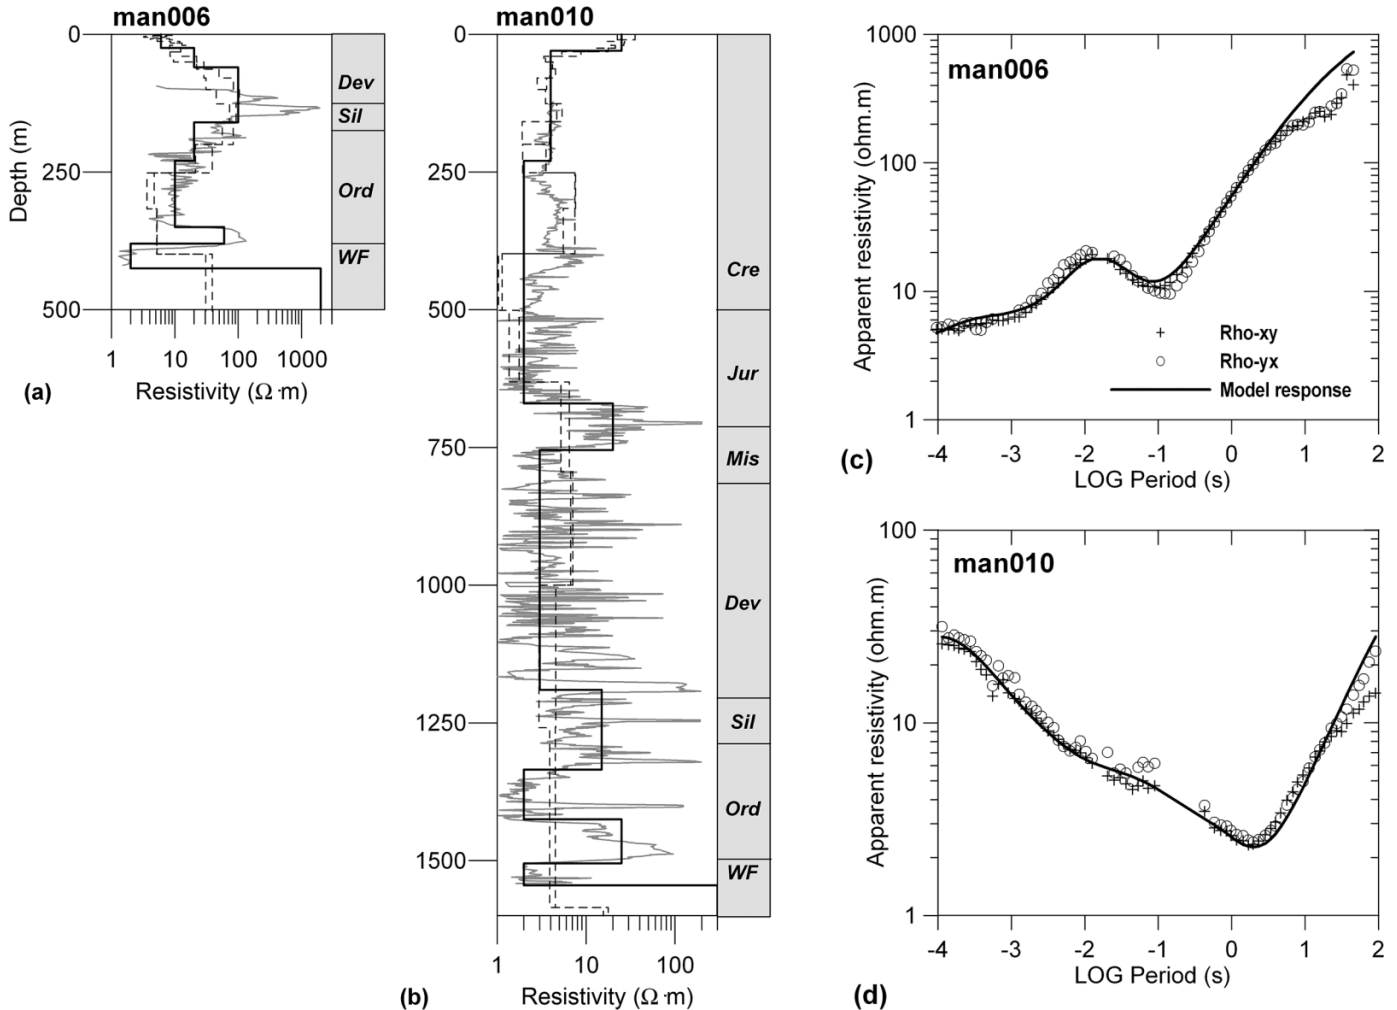 man006
0
250
500
Depth (m)
Dev
Sil
Ord
WF
1
10
100
1000
Resistivity (Ω·m)
(a)
man010
0
250
500
750
1000
1250
1500
Cre
Jur
Mis
Dev
Sil
Ord
WF
1
10
100
Resistivity (Ω·m)
(b)
1000
100
10
1
Apparent resistivity (ohm.m)
man006
Rho-xy
Rho-yx
Model response
-4
-3
-2
-1
0
1
2
LOG Period (s)
(c)
100
10
1
Apparent resistivity (ohm.m)
man010
-4
-3
-2
-1
0
1
2
LOG Period (s)
(d)